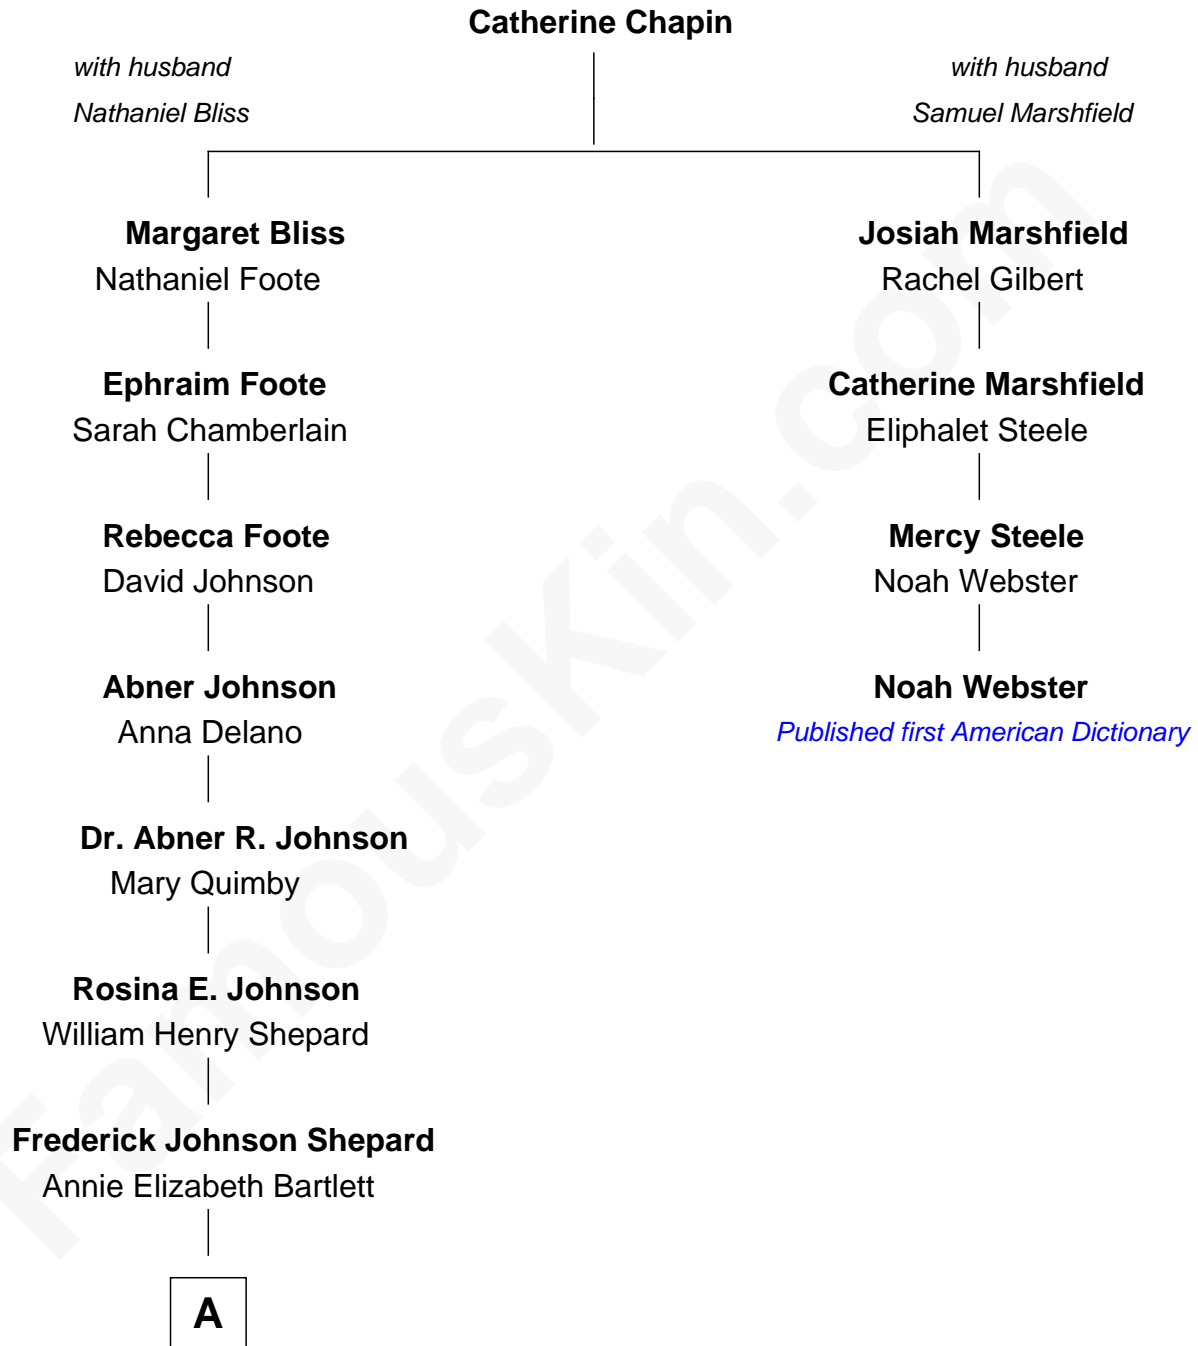 Catherine Chapin
with husband
Nathaniel Bliss
with husband
Samuel Marshfield
Margaret Bliss
Nathaniel Foote
Josiah Marshfield
Rachel Gilbert
Ephraim Foote
Sarah Chamberlain
Catherine Marshfield
Eliphalet Steele
Rebecca Foote
David Johnson
Mercy Steele
Noah Webster
Abner Johnson
Anna Delano
Noah Webster
Published first American Dictionary
Dr. Abner R. Johnson
Mary Quimby
Rosina E. Johnson
William Henry Shepard
Frederick Johnson Shepard
Annie Elizabeth Bartlett
A
FamousKin.com